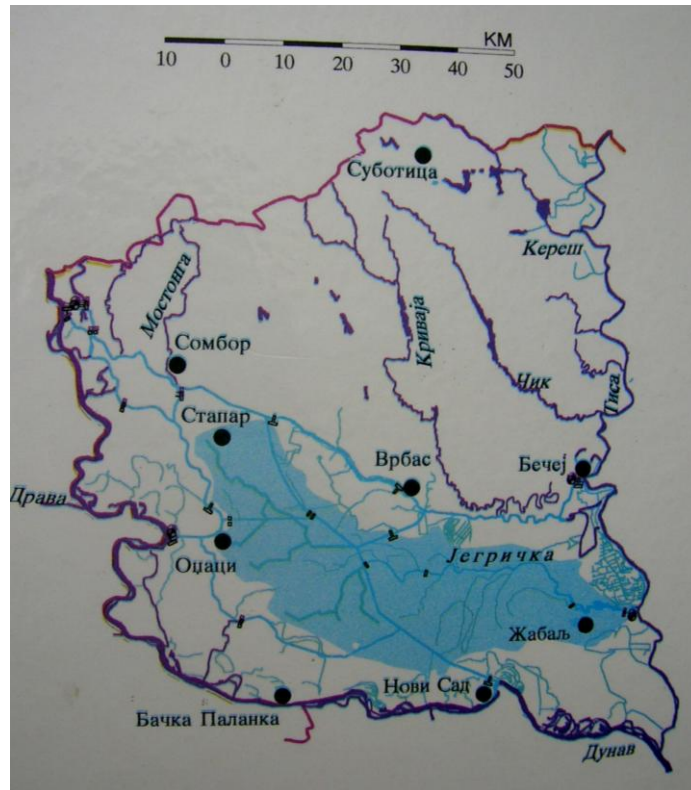 КМ
10 0 10 20 30 40 50
Суботица
Кереш
Мостонга
Криваја
Сомбор
Чик
Тиса
Стапар
Врбас
Бечеј
Драва
Јегричка
Оџаци
Жабаљ
Нови Сад
Бачка Паланка
Дунав